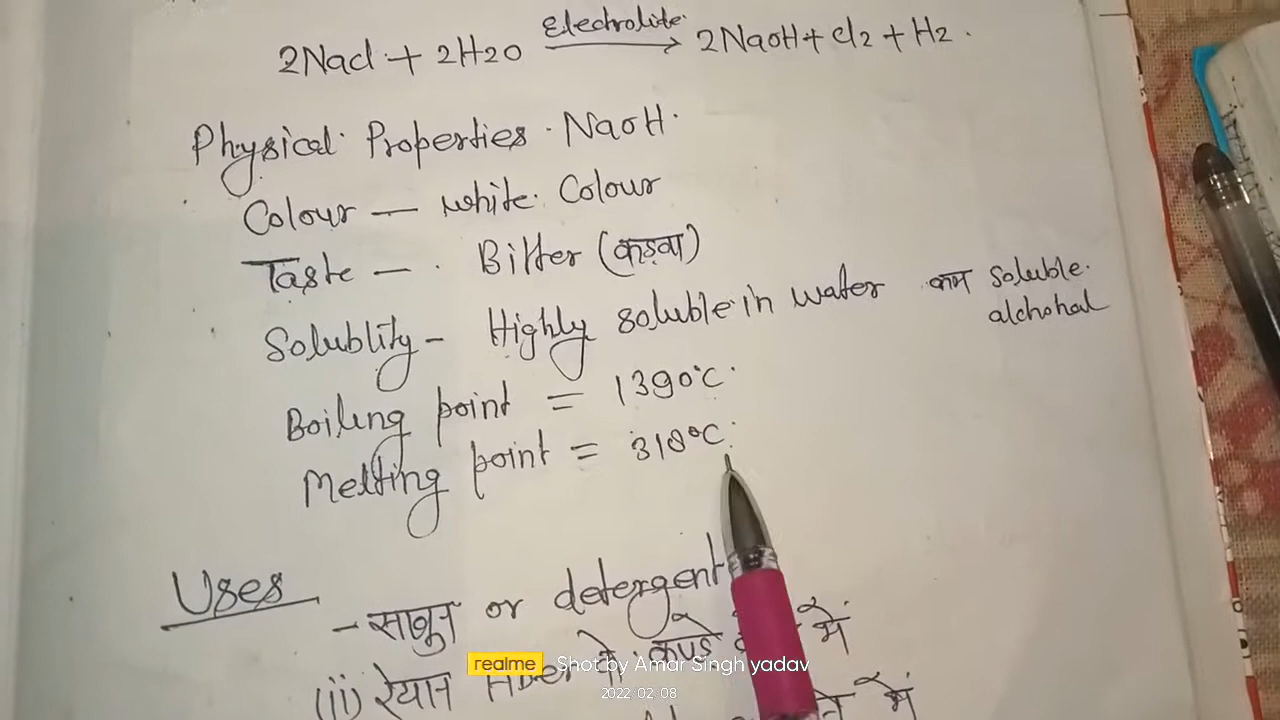 2Nacl + 2H2O Electrolite → 2NaOH + Cl2 + H2.
Physical Properties. NaOH.
Colour — white. Colour
Taste — . Bitter (कड़वा)
Solublity - Highly soluble in water कम soluble.
alchohal
Boiling point = 1390°C.
Melting point = 318°C.
Uses
- साबुन or detergent
(ii) रेयान Fiber के कपड़े में
में
realme Shot by Amar Singh yadav
2022/02/08